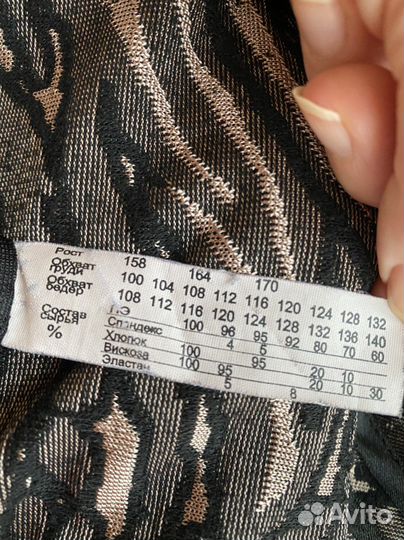 Рост 158 164 170
Обхват груди 100 104 108 112 116 120 124 128 132
Обхват бедер 108 112 116 120 124 128 132 136 140
Состав сырья %
П.Э 100 96 95 92 80 70 60
Спандекс 4 5
Хлопок 100 95 20 10
Вискоза 100 95 20 10 30
Эластан 5 8
Avito